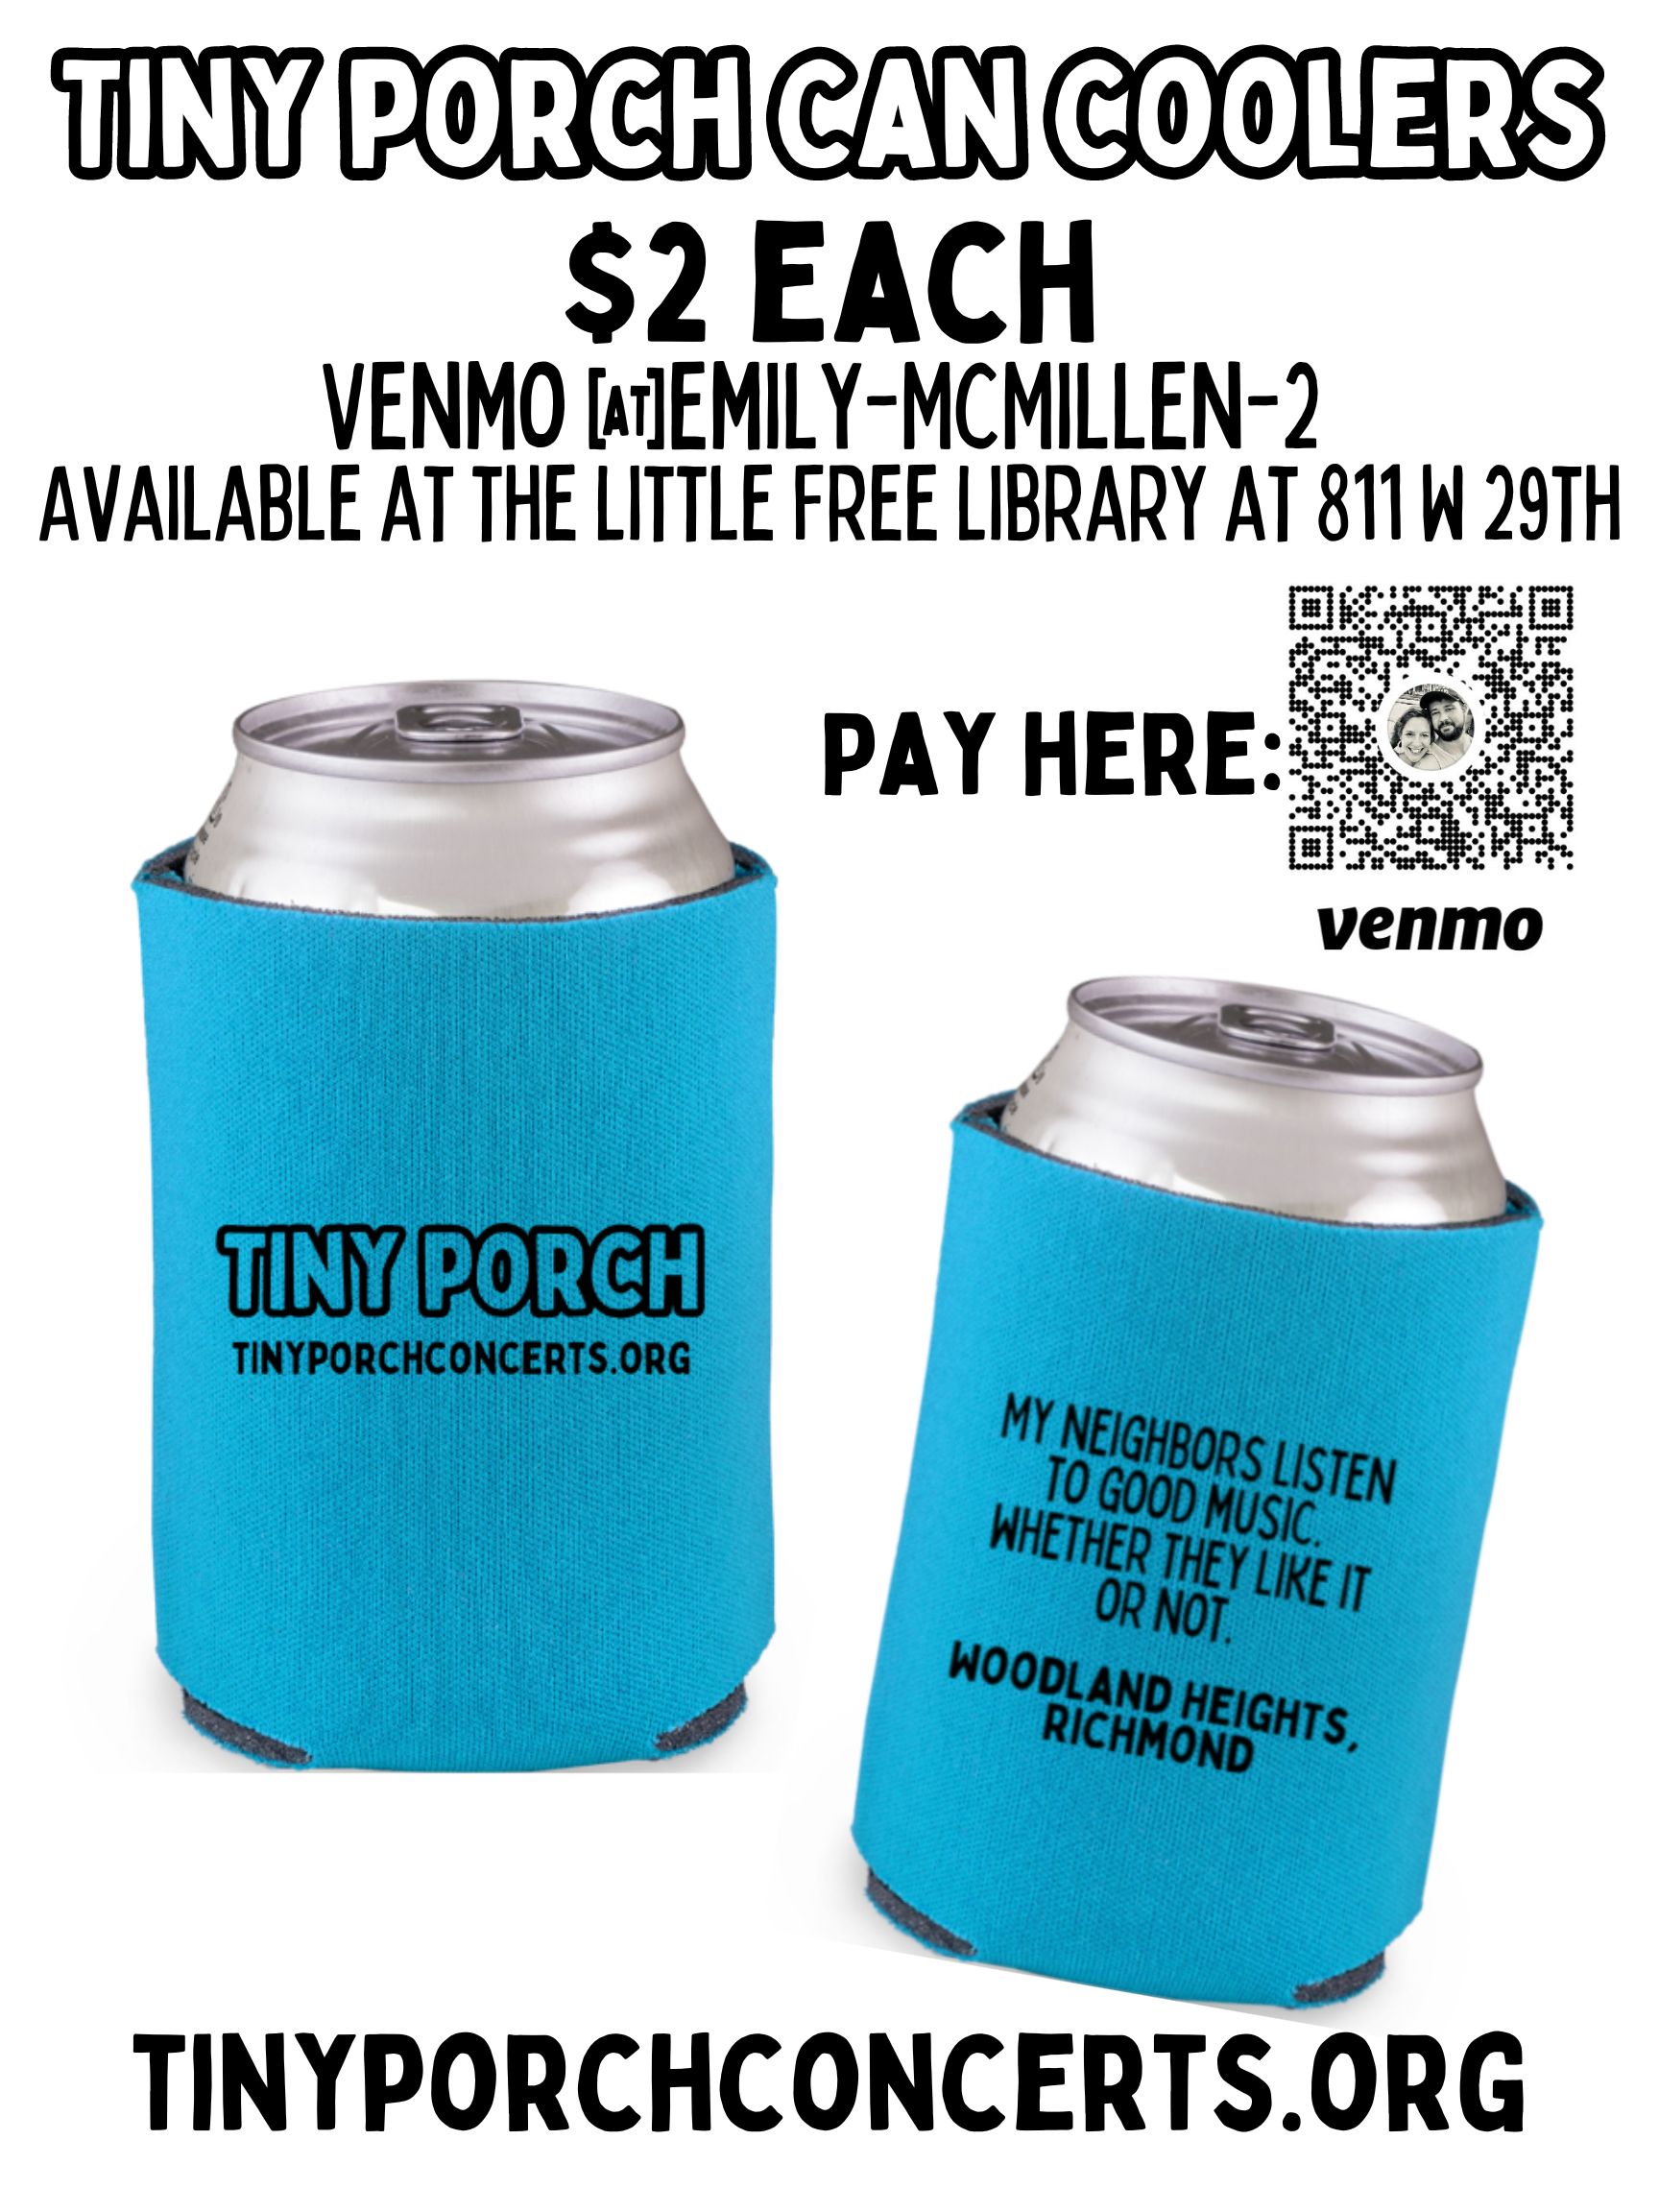 TINY PORCH CAN COOLERS
$2 EACH
VENMO [AT]EMILY-MCMILLEN-2
AVAILABLE AT THE LITTLE FREE LIBRARY AT 811 W 29TH
PAY HERE:
venmo
TINY PORCH
TINYPORCHCONCERTS.ORG
MY NEIGHBORS LISTEN
TO GOOD MUSIC.
WHETHER THEY LIKE IT
OR NOT.
WOODLAND HEIGHTS,
RICHMOND
TINYPORCHCONCERTS.ORG